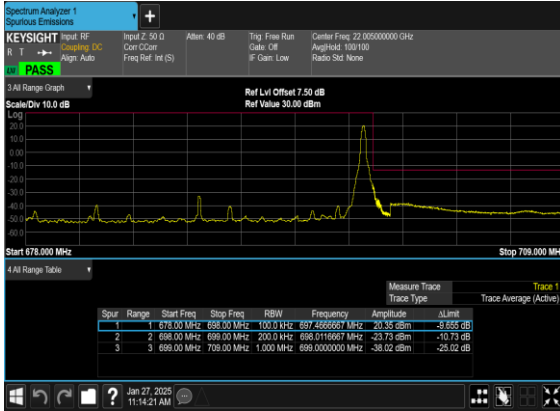 Spectrum Analyzer 1
Spurious Emissions
KEYSIGHT
R T
PASS
Input: RF
Coupling: DC
Align: Auto
Input Z: 50 Ω
Corr CCorr
Freq Ref: Int (S)
Atten: 40 dB
Trig: Free Run
Gate: Off
IF Gain: Low
Center Freq: 22.005000000 GHz
Avg|Hold: 100/100
Radio Std: None
3 All Range Graph
Scale/Div 10.0 dB
Ref Lvl Offset 7.50 dB
Ref Value 30.00 dBm
Log
20.0
10.0
0.00
-10.0
-20.0
-30.0
-40.0
-50.0
-60.0
Start 678.000 MHz
Stop 709.000 MH
4 All Range Table
Measure Trace Trace 1
Trace Type Trace Average (Active)
Spur Range Start Freq Stop Freq RBW Frequency Amplitude ΔLimit
1 1 678.00 MHz 698.00 MHz 100.0 kHz 697.4666667 MHz 20.35 dBm -9.655 dB
2 2 698.00 MHz 699.00 MHz 200.0 kHz 698.0116667 MHz -23.73 dBm -10.73 dB
3 3 699.00 MHz 709.00 MHz 1.000 MHz 699.0000000 MHz -38.02 dBm -25.02 dB
?
Jan 27, 2025
11:14:21 AM